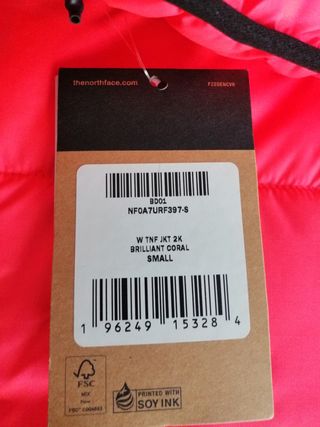 thenorthface.com
FZ23ENCVR
BD01
NF0A7URF397-S
W TNF JKT 2K
BRILLIANT CORAL
SMALL
1 96249 15328 4
FSC
MIX
PRINTED WITH
SOY INK